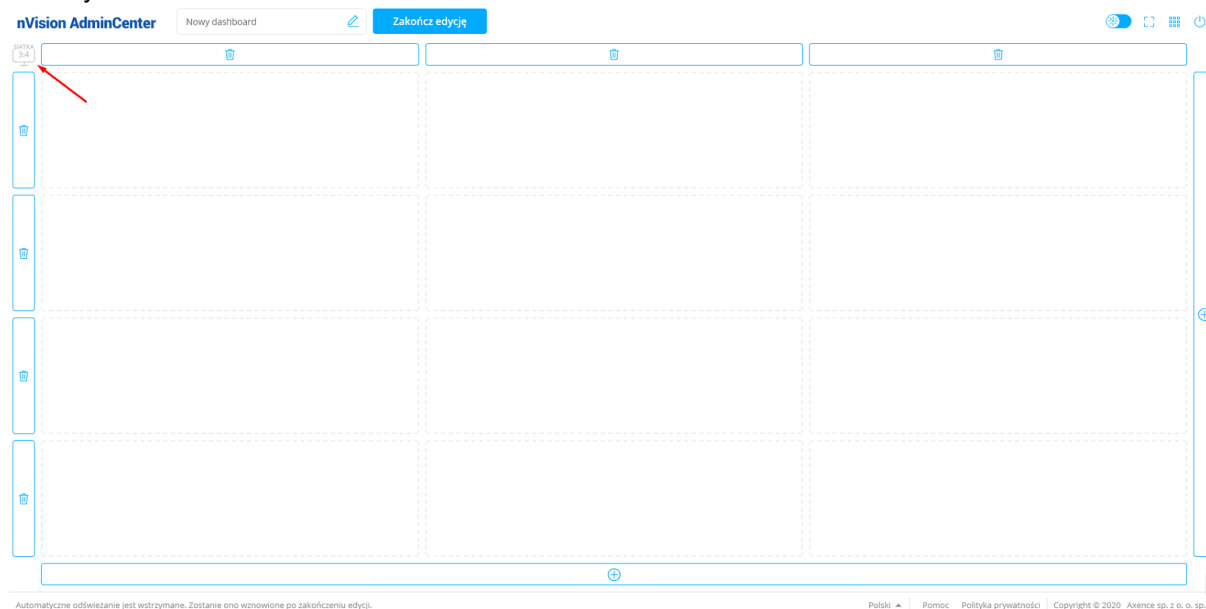 nVision AdminCenter
Nowy dashboard
Zakończ edycję
SIATKA
3:4
Automatyczne odświeżanie jest wstrzymane. Zostanie ono wznowione po zakończeniu edycji.
Polski
Pomoc
Polityka prywatności
Copyright © 2020 Axence sp. z o. o. sp.